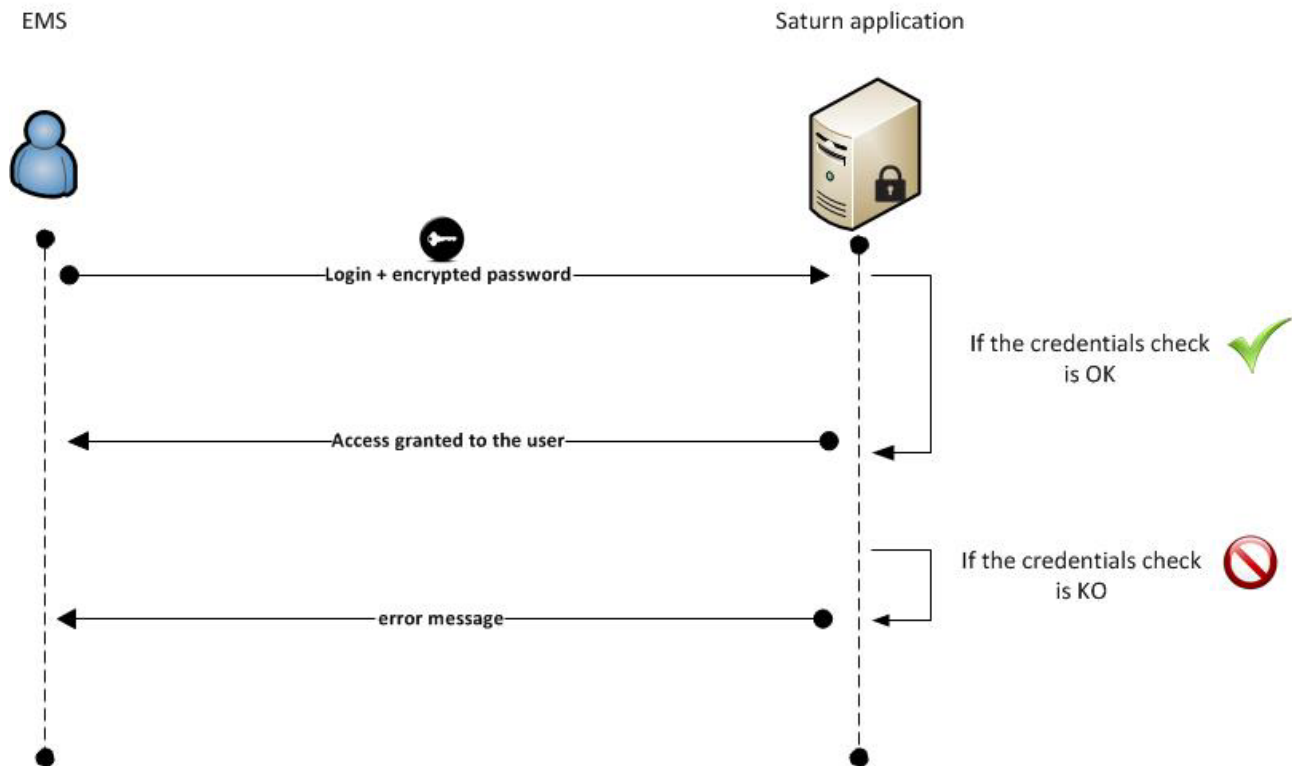 EMS
Saturn application
Login + encrypted password
If the credentials check
is OK
Access granted to the user
If the credentials check
is KO
error message